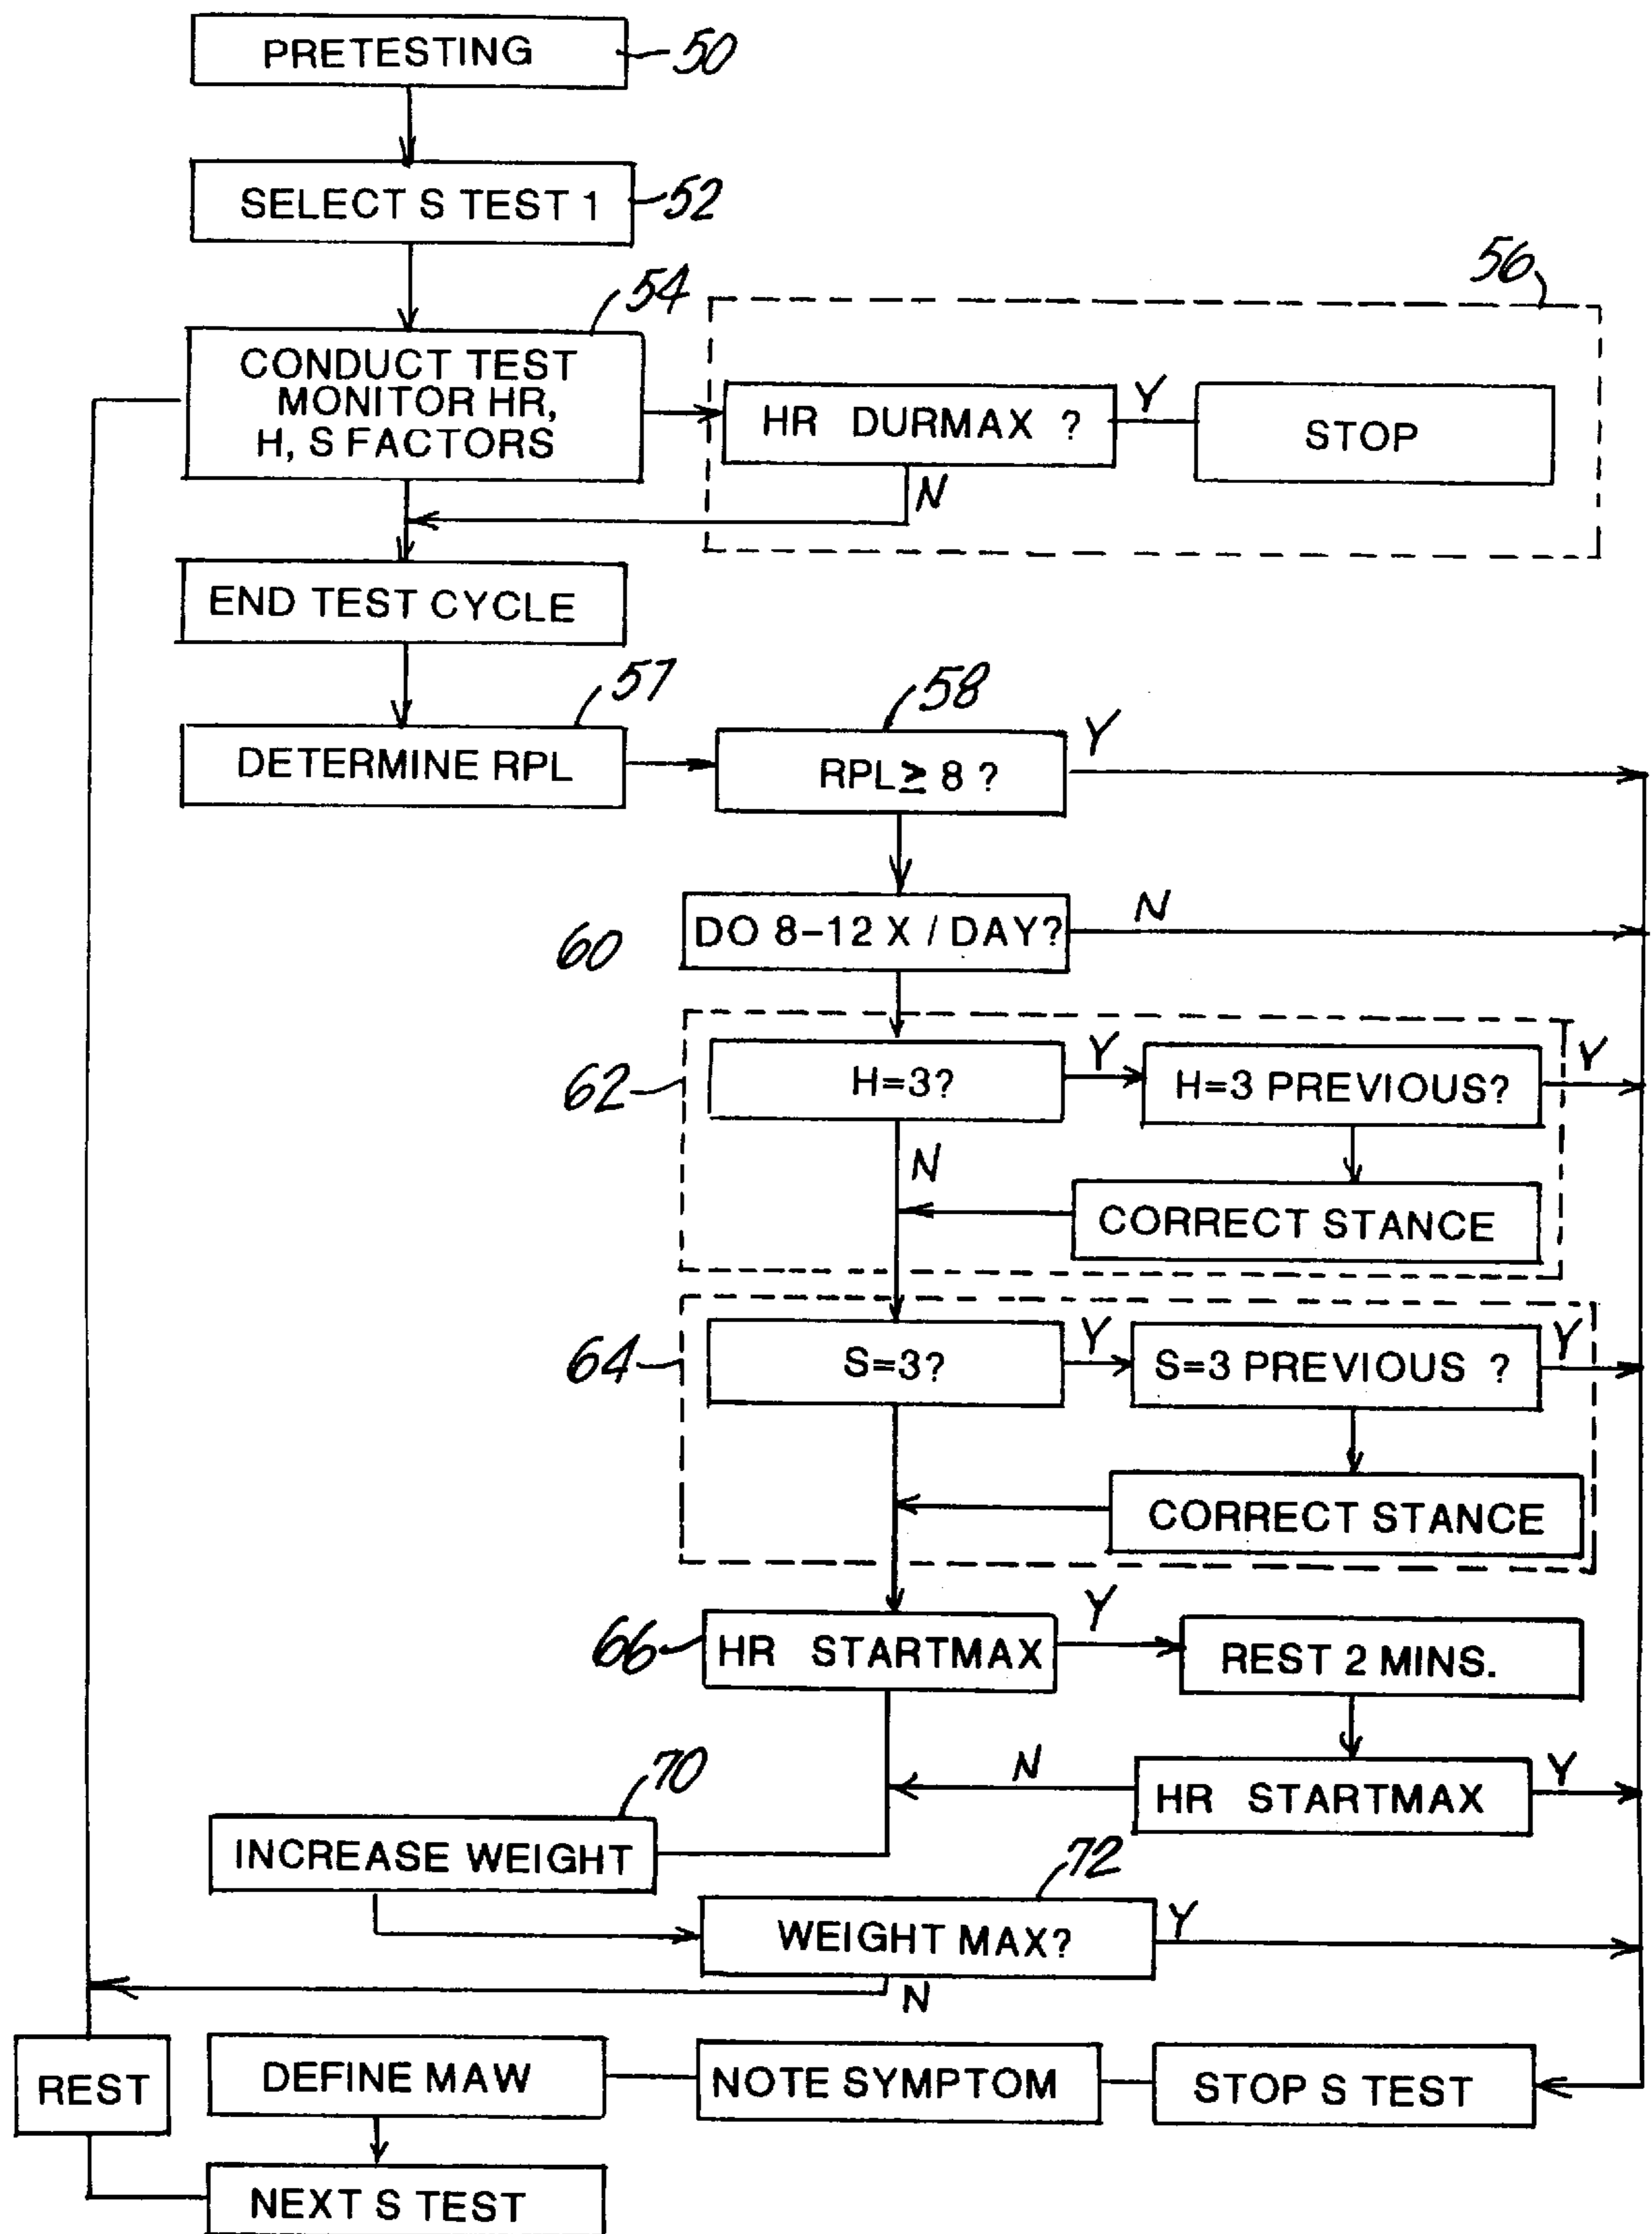 PRETESTING
50
SELECT S TEST 1
52
54
56
CONDUCT TEST
MONITOR HR,
H, S FACTORS
HR DURMAX ?
Y
STOP
N
END TEST CYCLE
57
DETERMINE RPL
58
RPL ≥ 8 ?
Y
60
DO 8-12 X / DAY?
N
62
H=3?
Y
H=3 PREVIOUS?
Y
N
CORRECT STANCE
64
S=3?
Y
S=3 PREVIOUS ?
Y
CORRECT STANCE
66
HR STARTMAX
Y
REST 2 MINS.
N
HR STARTMAX
Y
70
INCREASE WEIGHT
72
WEIGHT MAX?
Y
N
REST
DEFINE MAW
NOTE SYMPTOM
STOP S TEST
NEXT S TEST